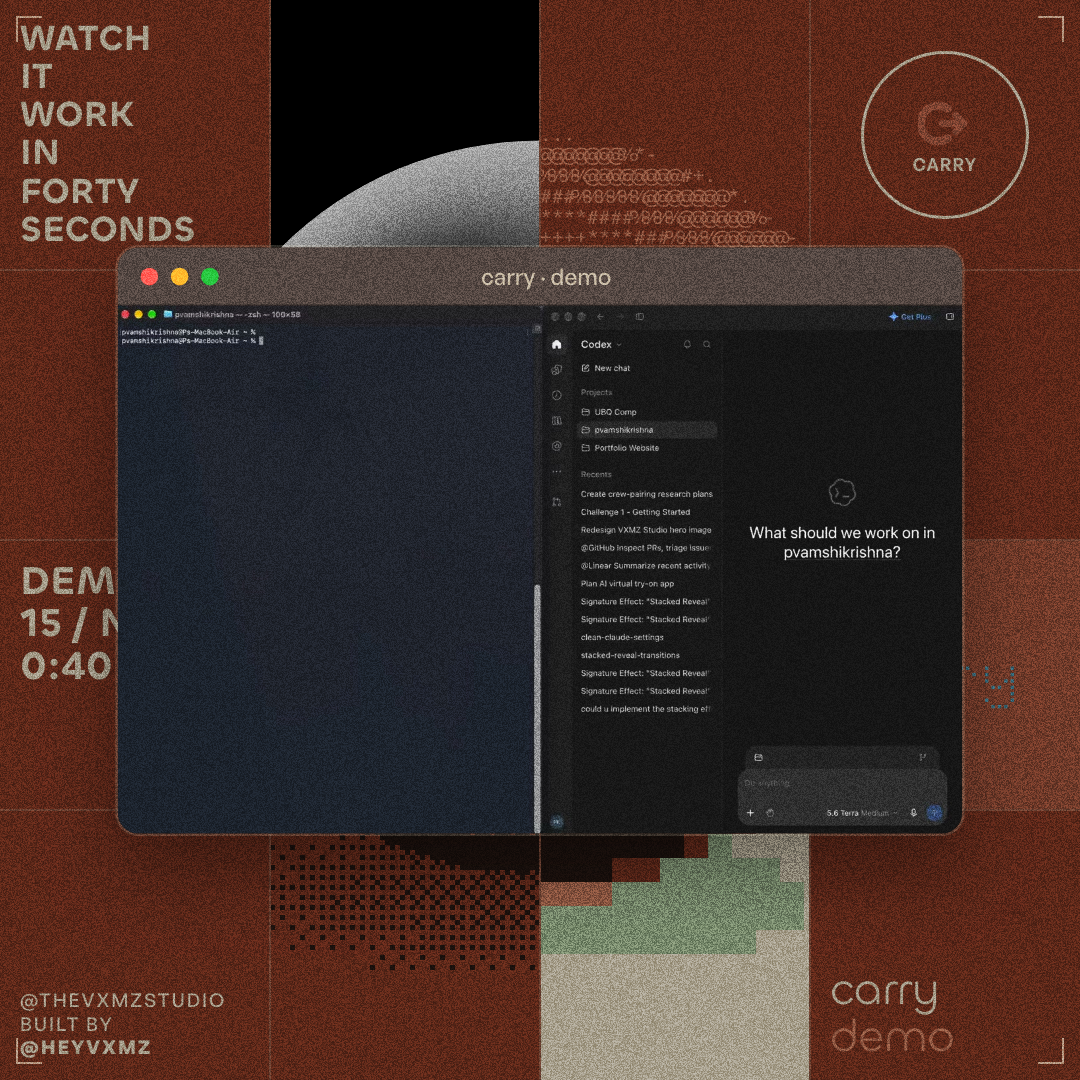 WATCH
IT
WORK
IN
FORTY
SECONDS
...
@@@@@@%*-
%%%%@@@@@@@#+.
###%%%%%@@@@@@*.
****####%%%%@@@@%-
++++****###%%%@@@@-
CARRY
carry · demo
pvamshikrishna — -zsh — 109×58
pvamshikrishna@Ps-MacBook-Air ~ %
pvamshikrishna@Ps-MacBook-Air ~ %
Get Plus
Codex
New chat
Projects
UBQ Comp
pvamshikrishna
Portfolio Website
Recents
Create crew-pairing research plans
Challenge 1 - Getting Started
Redesign VXMZ Studio hero image
@GitHub Inspect PRs, triage issue
@Linear Summarize recent activity
Plan AI virtual try-on app
Signature Effect: "Stacked Reveal"
Signature Effect: "Stacked Reveal"
clean-claude-settings
stacked-reveal-transitions
Signature Effect: "Stacked Reveal"
Signature Effect: "Stacked Reveal"
could u implement the stacking eff
What should we work on in
pvamshikrishna?
Do anything
5.6 Terra Medium
DEM
15 / N
0:40
@THEVXMZSTUDIO
BUILT BY
@HEYVXMZ
carry
demo